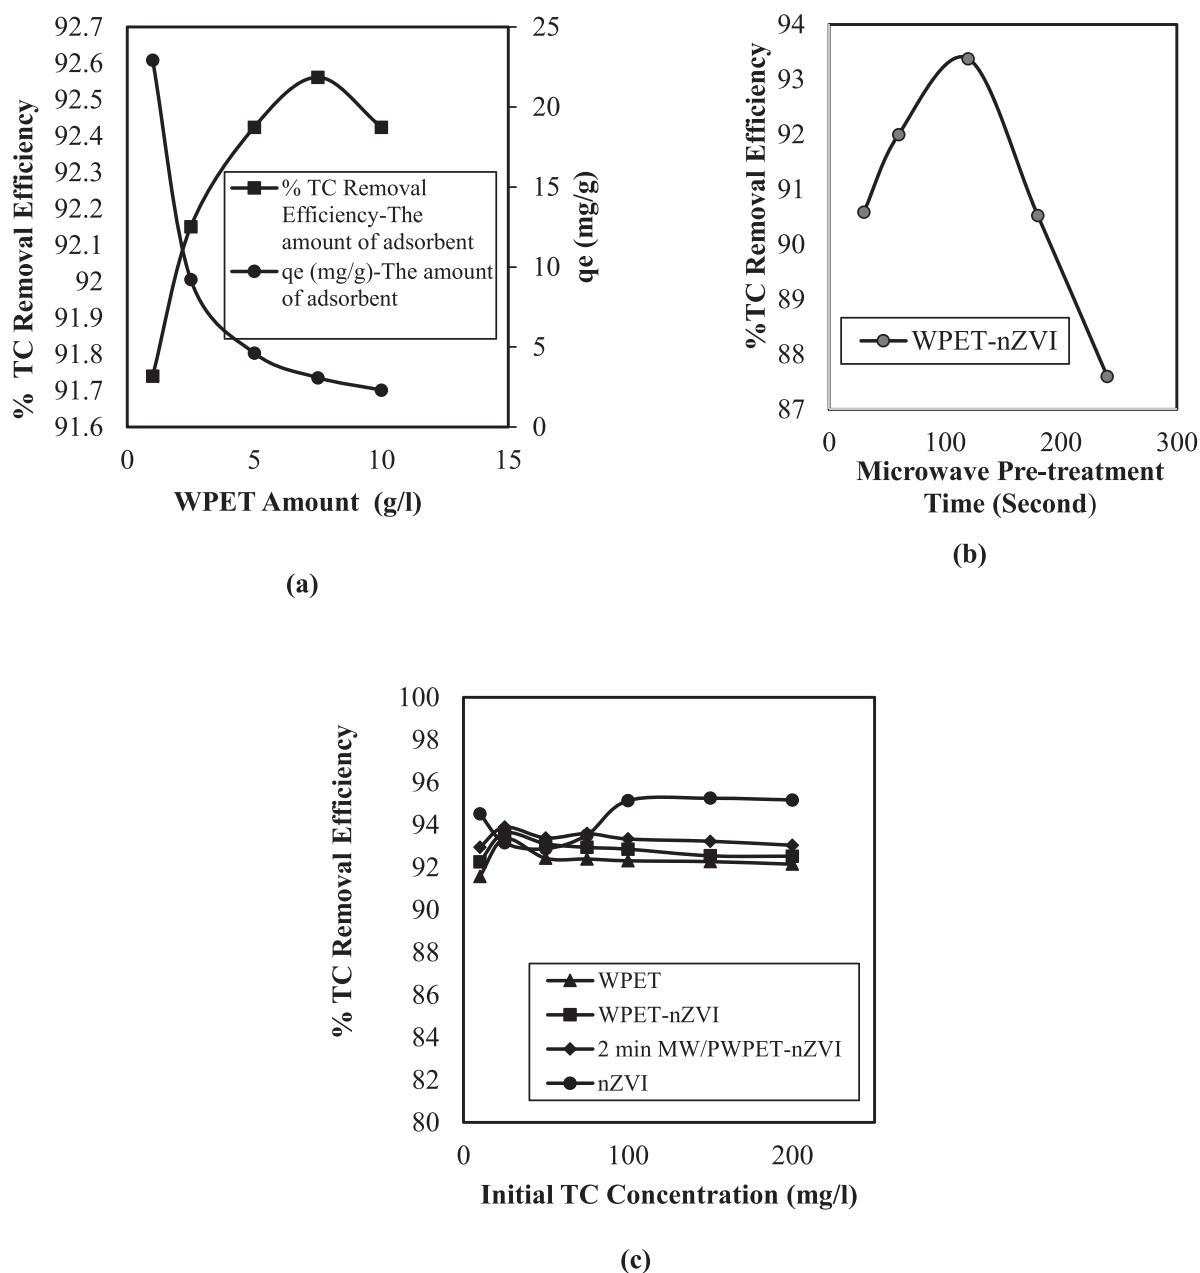 92.7
92.6
92.5
92.4
92.3
92.2
92.1
92
91.9
91.8
91.7
91.6
% TC Removal Efficiency
25
20
15
10
5
0
qe (mg/g)
% TC Removal
Efficiency-The
amount of adsorbent
qe (mg/g)-The amount
of adsorbent
0 5 10 15
WPET Amount (g/l)
(a)
94
93
92
91
90
89
88
87
%TC Removal Efficiency
WPET-nZVI
0 100 200 300
Microwave Pre-treatment
Time (Second)
(b)
100
98
96
94
92
90
88
86
84
82
80
% TC Removal Efficiency
WPET
WPET-nZVI
2 min MW/PWPET-nZVI
nZVI
0 100 200
Initial TC Concentration (mg/l)
(c)